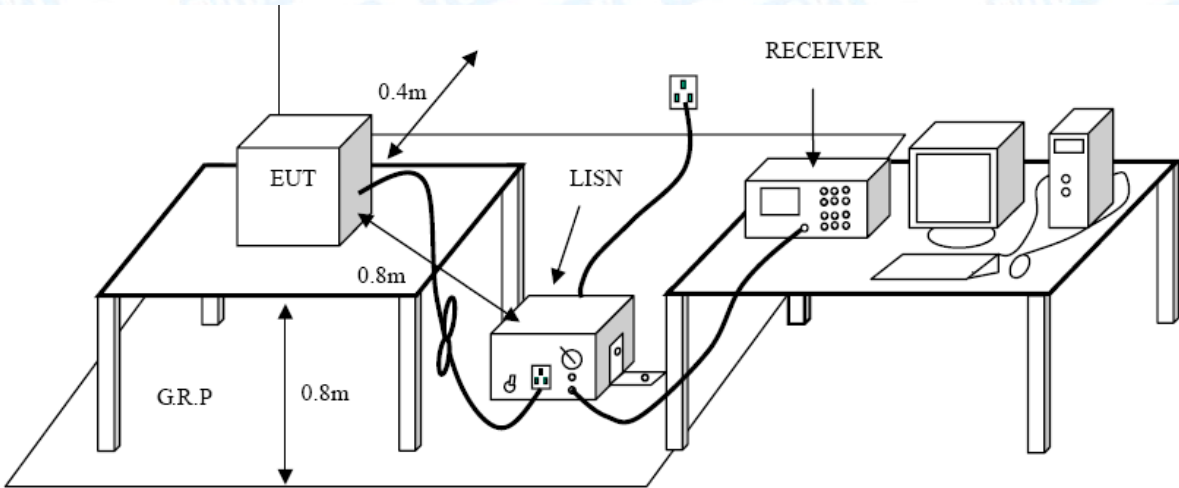 RECEIVER
0.4m
EUT
LISN
0.8m
G.R.P
0.8m